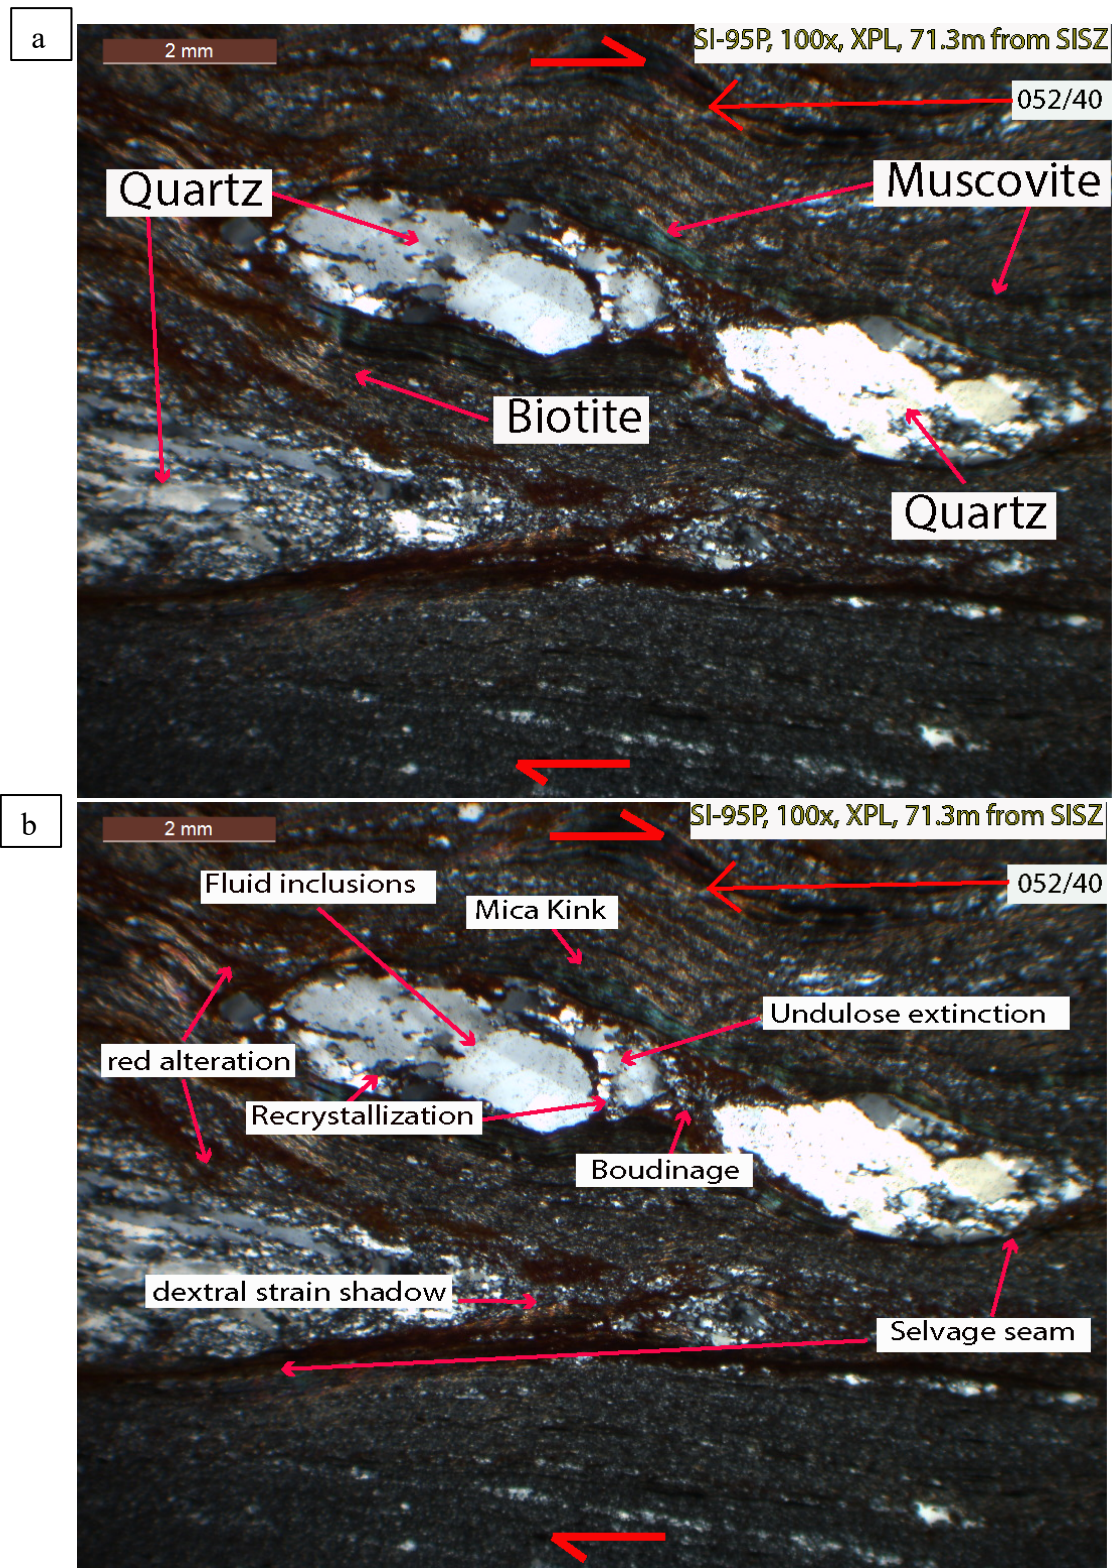 a
2 mm
SI-95P, 100x, XPL, 71.3m from SISZ
052/40
Quartz
Muscovite
Biotite
Quartz
b
2 mm
SI-95P, 100x, XPL, 71.3m from SISZ
052/40
Fluid inclusions
Mica Kink
Undulose extinction
red alteration
Recrystallization
Boudinage
dextral strain shadow
Selvage seam